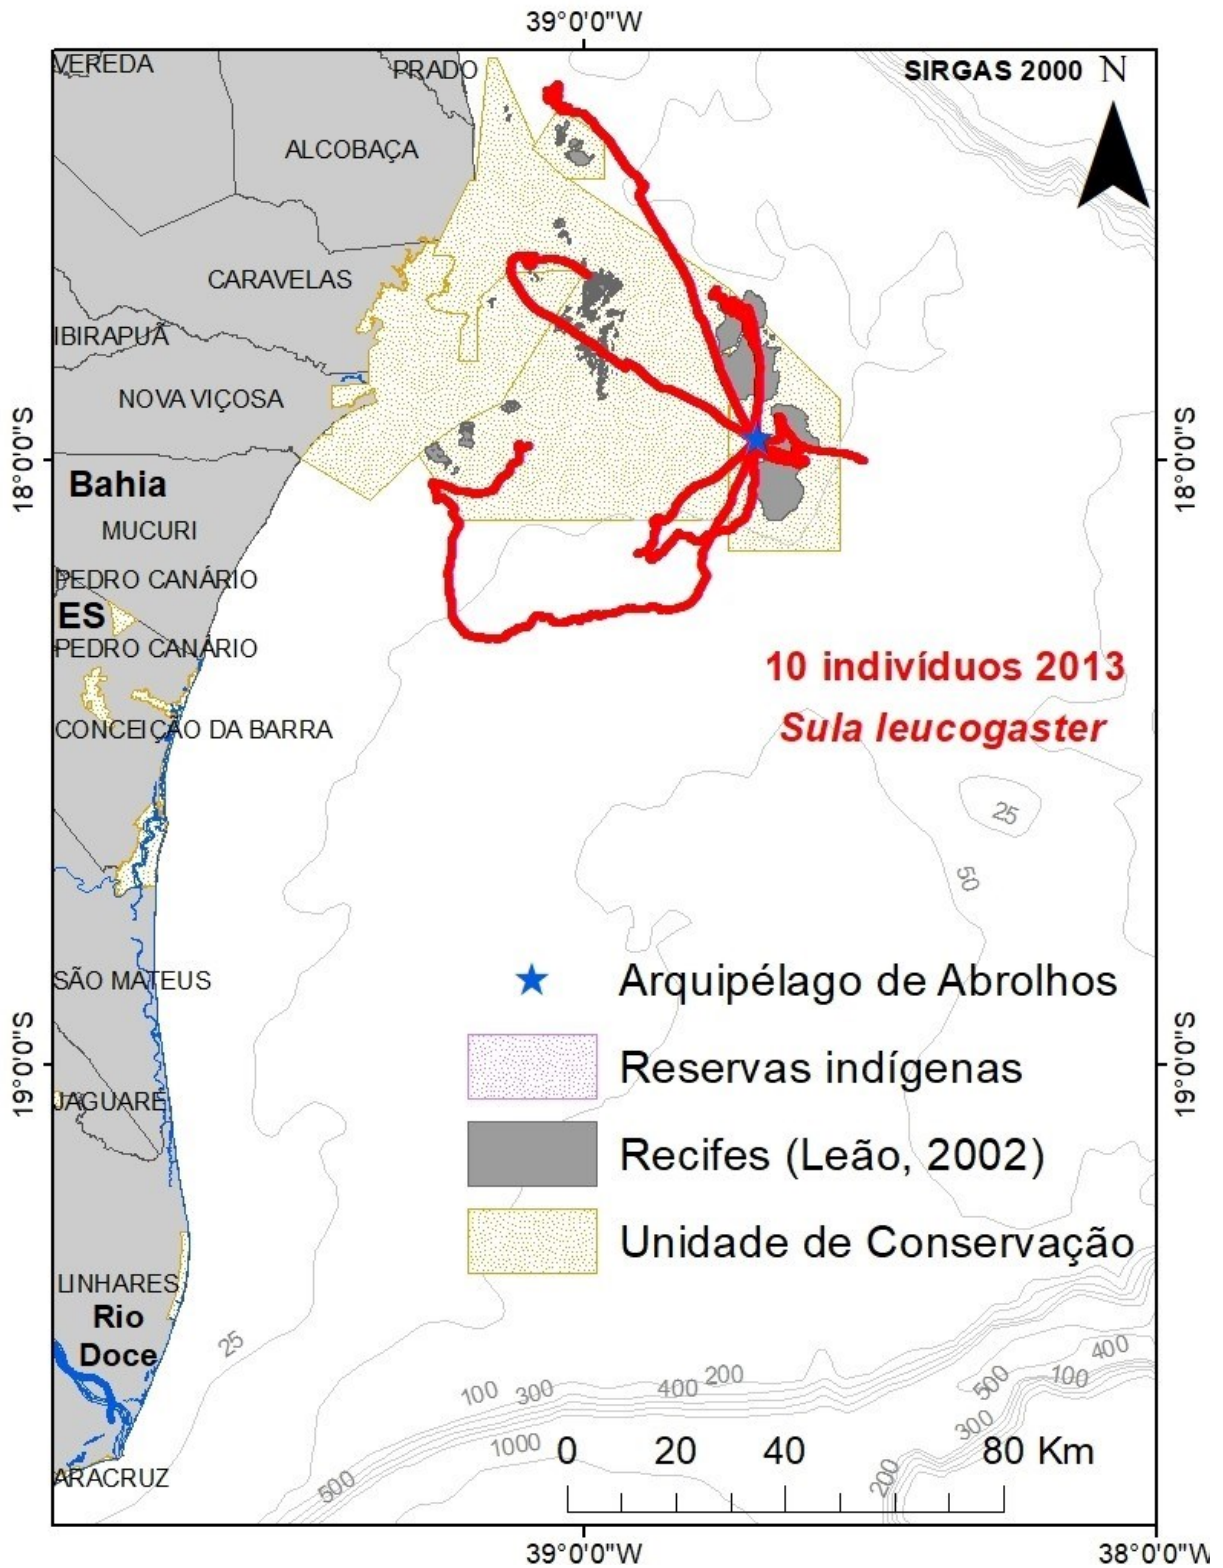 39°0'0"W
VEREDA
PRADO
SIRGAS 2000 N
ALCOBAÇA
CARAVELAS
IBIRAPUÃ
NOVA VIÇOSA
18°0'0"S
18°0'0"S
Bahia
MUCURI
PEDRO CANÁRIO
ES
PEDRO CANÁRIO
10 indivíduos 2013
Sula leucogaster
CONCEIÇÃO DA BARRA
25
50
SÃO MATEUS
Arquipélago de Abrolhos
19°0'0"S
19°0'0"S
Reservas indígenas
JAGUARÉ
Recifes (Leão, 2002)
Unidade de Conservação
LINHARES
Rio
Doce
25
100 300 400 200
500 100 400
1000
300
500
200
0 20 40 80 Km
ARACRUZ
39°0'0"W
38°0'0"W